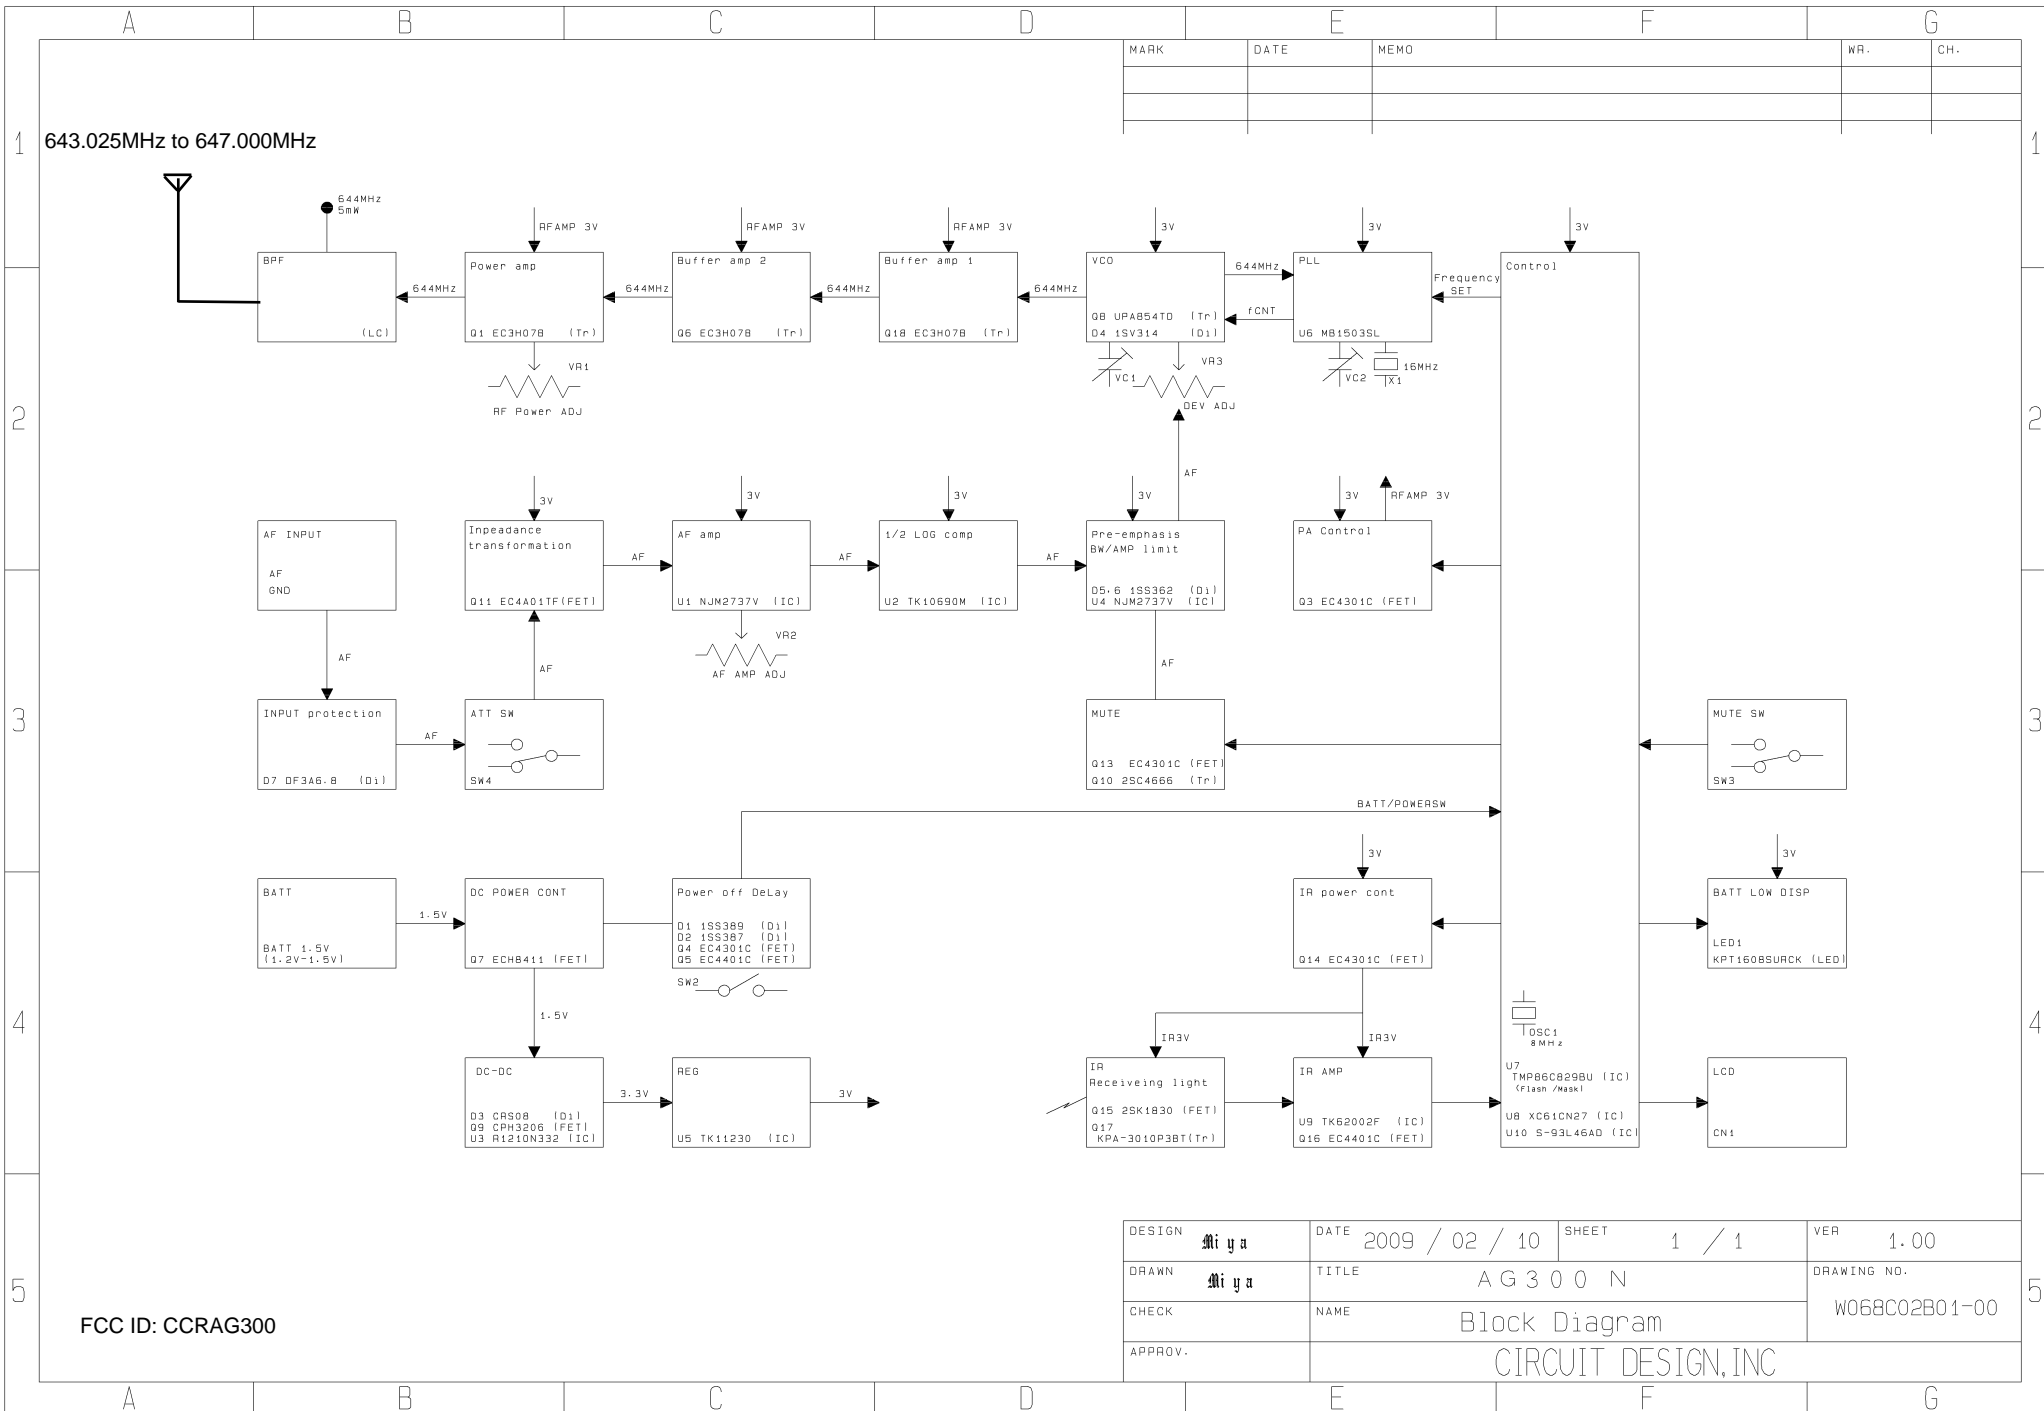 A B C D E F G
MARK DATE MEMO WR. CH.
1 1
643.025MHz to 647.000MHz
644MHz
5mW
RFAMP 3V RFAMP 3V RFAMP 3V 3V 3V 3V
BPF
(LC)
644MHz
Power amp
Q1 EC3H07B (Tr)
644MHz
Buffer amp 2
Q6 EC3H07B (Tr)
644MHz
Buffer amp 1
Q18 EC3H07B (Tr)
644MHz
VCO
Q8 UPA854TD (Tr)
D4 1SV314 (Di)
644MHz
fCNT
PLL
U6 MB1503SL
Frequency
SET
Control
VR1
RF Power ADJ
VC1
VR3
DEV ADJ
VC2
16MHz
X1
2 2
AF
3V 3V 3V 3V 3V RFAMP 3V
AF INPUT
AF
GND
Inpeadance
transformation
Q11 EC4A01TF(FET)
AF
AF amp
U1 NJM2737V (IC)
AF
1/2 LOG comp
U2 TK10690M (IC)
AF
Pre-emphasis
BW/AMP limit
D5,6 1SS362 (Di)
U4 NJM2737V (IC)
PA Control
Q3 EC4301C (FET)
AF
AF
VR2
AF AMP ADJ
AF
3 3
INPUT protection
D7 DF3A6.8 (Di)
AF
ATT SW
SW4
MUTE
Q13 EC4301C (FET)
Q10 2SC4666 (Tr)
MUTE SW
SW3
BATT/POWERSW
3V 3V
BATT
BATT 1.5V
(1.2V-1.5V)
1.5V
DC POWER CONT
Q7 ECH8411 (FET)
Power off DeLay
D1 1SS389 (Di)
D2 1SS387 (Di)
Q4 EC4301C (FET)
Q5 EC4401C (FET)
SW2
IR power cont
Q14 EC4301C (FET)
BATT LOW DISP
LED1
KPT1608SURCK (LED)
4 4
1.5V
IR3V IR3V
OSC1
8MHz
DC-DC
D3 CRS08 (Di)
Q9 CPH3206 (FET)
U3 R1210N332 (IC)
3.3V
REG
U5 TK11230 (IC)
3V
IR
Receiveing light
Q15 2SK1830 (FET)
Q17
KPA-3010P3BT(Tr)
IR AMP
U9 TK62002F (IC)
Q16 EC4401C (FET)
U7
TMP86C829BU (IC)
(Flash /Mask)
U8 XC61CN27 (IC)
U10 S-93L46AD (IC)
LCD
CN1
5 5
DESIGN Miya DATE 2009 / 02 / 10 SHEET 1 / 1 VER 1.00
DRAWN Miya TITLE AG300 N DRAWING NO.
W068C02B01-00
CHECK NAME Block Diagram
APPROV. CIRCUIT DESIGN,INC
FCC ID: CCRAG300
A B C D E F G